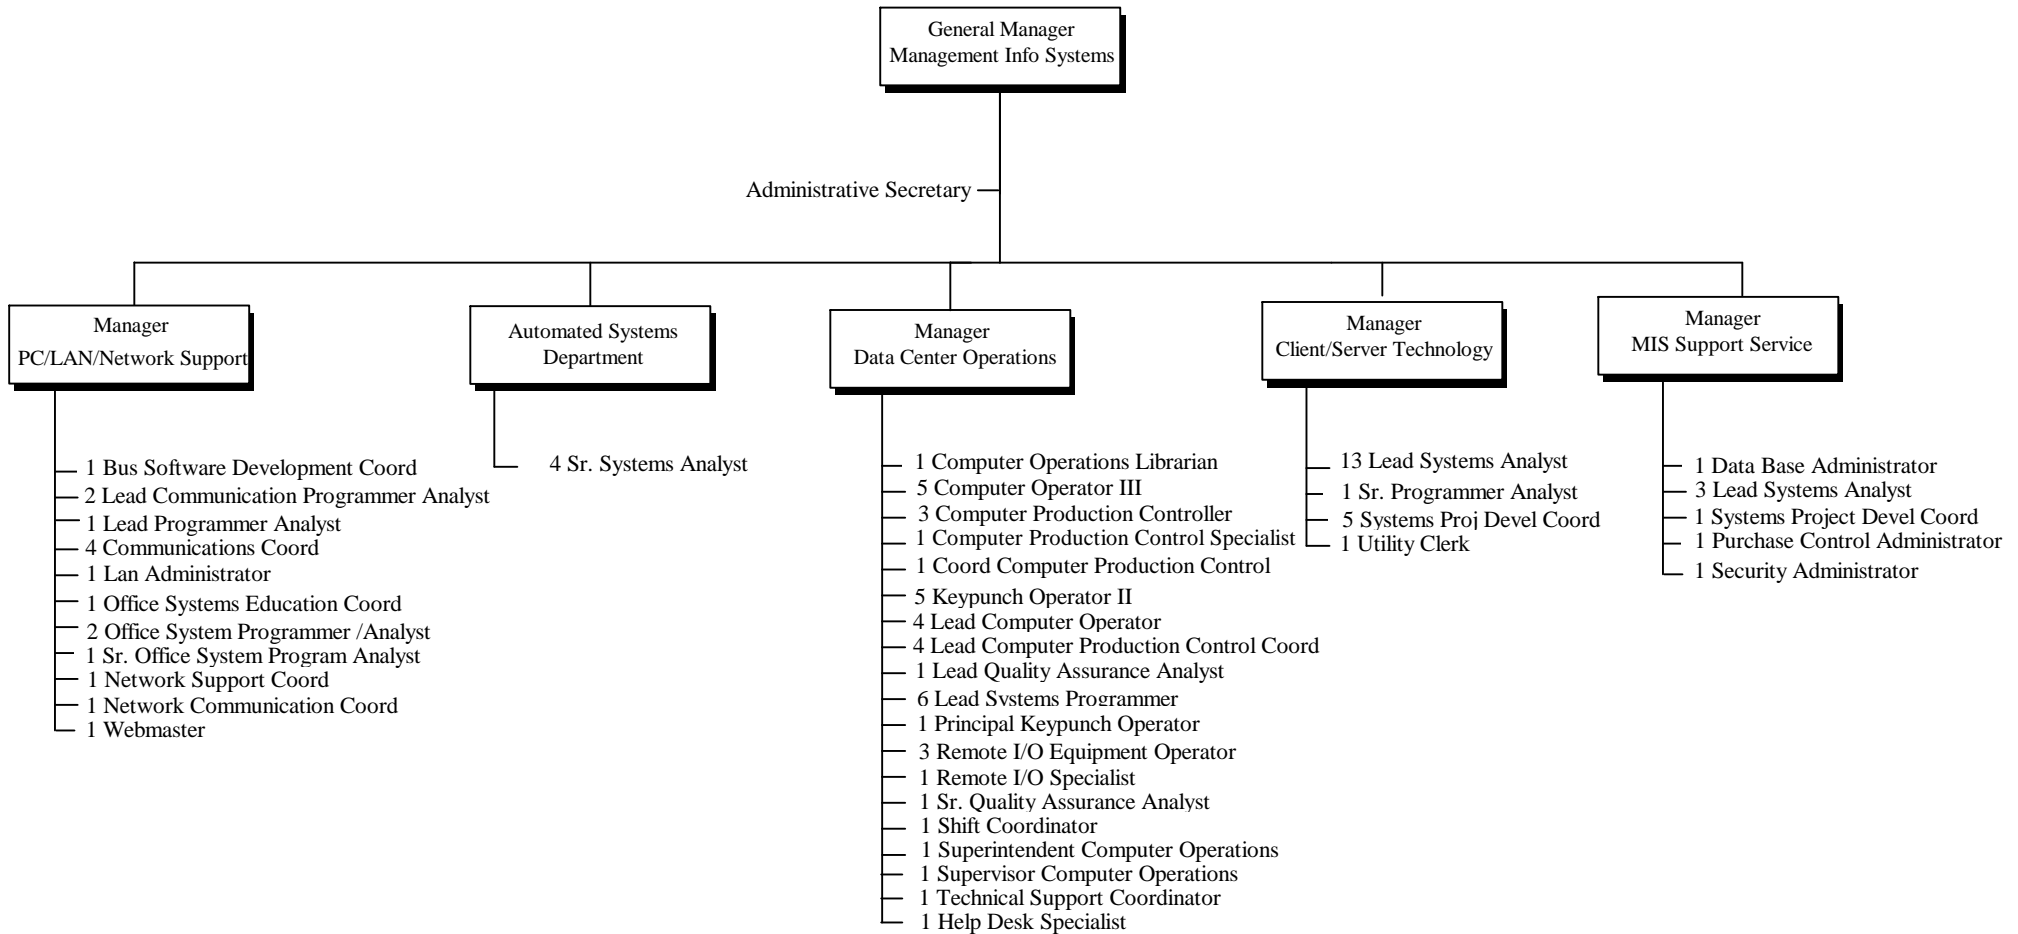 General Manager
Management Info Systems
Administrative Secretary
Manager
PC/LAN/Network Support
Automated Systems
Department
Manager
Data Center Operations
Manager
Client/Server Technology
Manager
MIS Support Service
1 Bus Software Development Coord
2 Lead Communication Programmer Analyst
1 Lead Programmer Analyst
4 Communications Coord
1 Lan Administrator
1 Office Systems Education Coord
2 Office System Programmer /Analyst
1 Sr. Office System Program Analyst
1 Network Support Coord
1 Network Communication Coord
1 Webmaster
4 Sr. Systems Analyst
1 Computer Operations Librarian
5 Computer Operator III
3 Computer Production Controller
1 Computer Production Control Specialist
1 Coord Computer Production Control
5 Keypunch Operator II
4 Lead Computer Operator
4 Lead Computer Production Control Coord
1 Lead Quality Assurance Analyst
6 Lead Systems Programmer
1 Principal Keypunch Operator
3 Remote I/O Equipment Operator
1 Remote I/O Specialist
1 Sr. Quality Assurance Analyst
1 Shift Coordinator
1 Superintendent Computer Operations
1 Supervisor Computer Operations
1 Technical Support Coordinator
1 Help Desk Specialist
13 Lead Systems Analyst
1 Sr. Programmer Analyst
5 Systems Proj Devel Coord
1 Utility Clerk
1 Data Base Administrator
3 Lead Systems Analyst
1 Systems Project Devel Coord
1 Purchase Control Administrator
1 Security Administrator